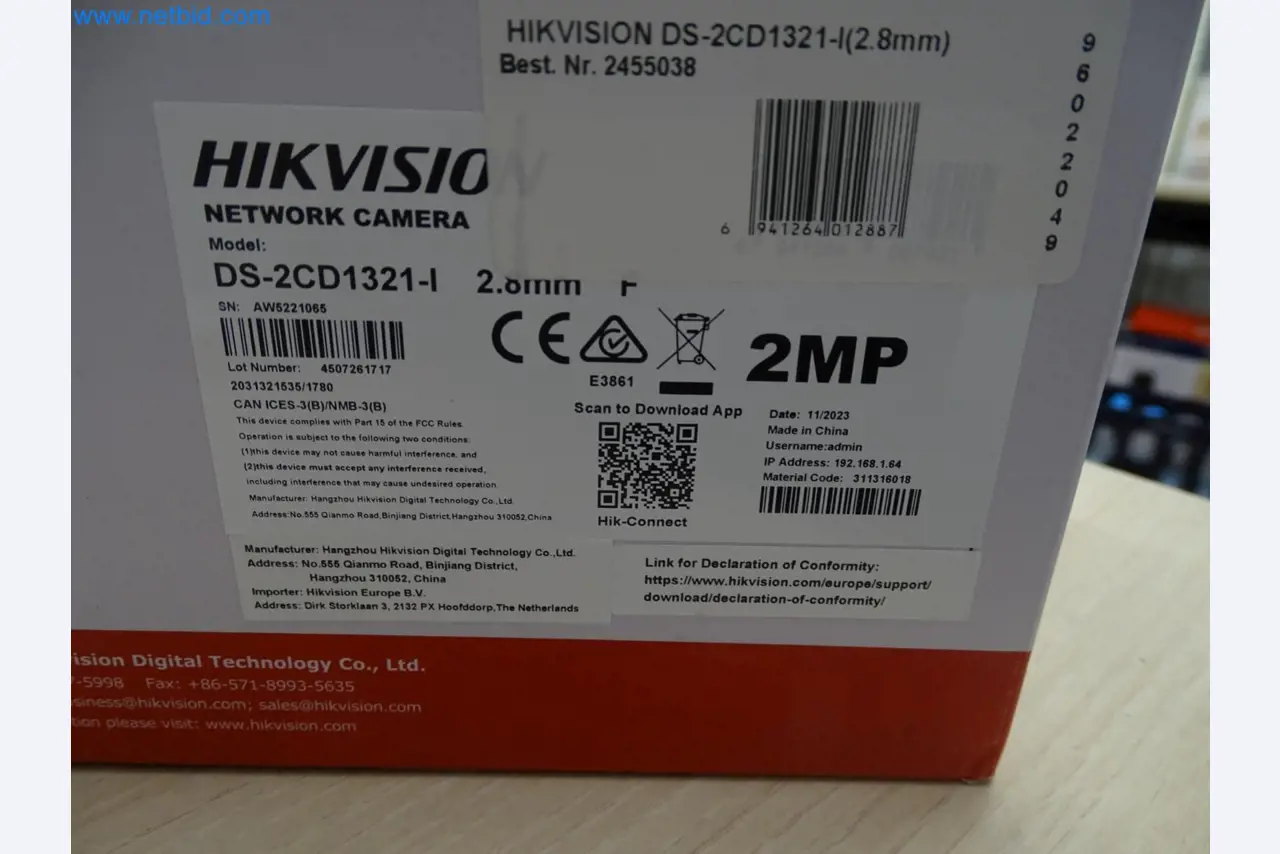 www.netbid.com
HIKVISION DS-2CD1321-I(2.8mm)
Best. Nr. 2455038
96022049
6 941264 012887
HIKVISION
NETWORK CAMERA
Model:
DS-2CD1321-I 2.8mm F
SN: AW5221065
Lot Number: 4507261717
2031321535/1780
CAN ICES-3(B)/NMB-3(B)
This device complies with Part 15 of the FCC Rules.
Operation is subject to the following two conditions:
(1)this device may not cause harmful interference, and
(2)this device must accept any interference received,
including interference that may cause undesired operation.
Manufacturer: Hangzhou Hikvision Digital Technology Co.,Ltd.
Address:No.555 Qianmo Road,Binjiang District,Hangzhou 310052,China
CE
E3861
2MP
Scan to Download App
Hik-Connect
Date: 11/2023
Made in China
Username:admin
IP Address: 192.168.1.64
Material Code: 311316018
Manufacturer: Hangzhou Hikvision Digital Technology Co.,Ltd.
Address: No.555 Qianmo Road, Binjiang District,
Hangzhou 310052, China
Importer: Hikvision Europe B.V.
Address: Dirk Storklaan 3, 2132 PX Hoofddorp,The Netherlands
Link for Declaration of Conformity:
https://www.hikvision.com/europe/support/
download/declaration-of-conformity/
ision Digital Technology Co., Ltd.
7-5998 Fax: +86-571-8993-5635
siness@hikvision.com; sales@hikvision.com
tion please visit: www.hikvision.com